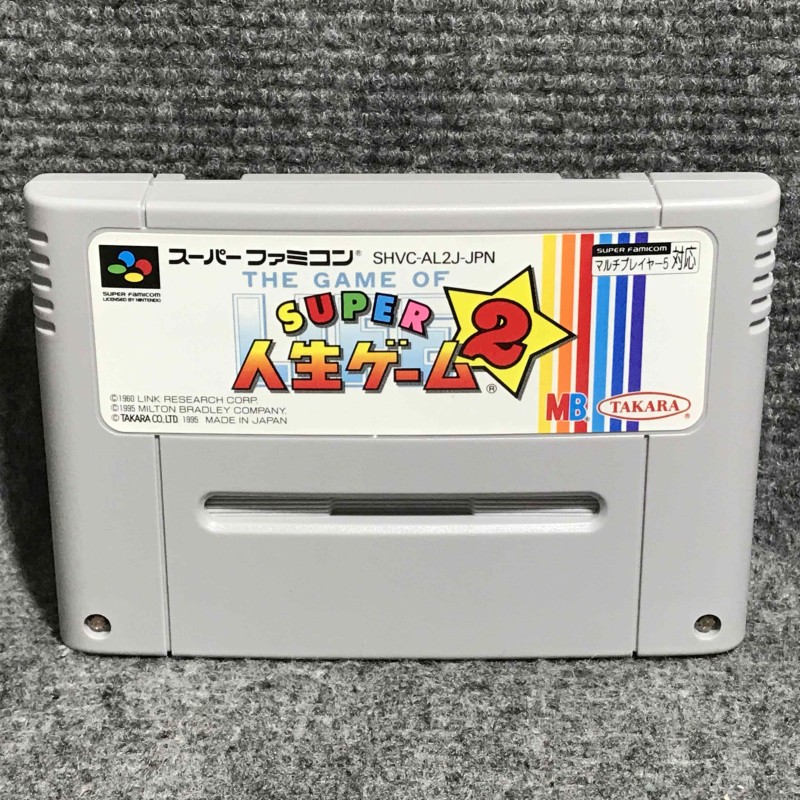 スーパーファミコン® SHVC-AL2J-JPN
SUPER FAMICOM
マルチプレイヤー5 対応
SUPER FAMICOM
LICENSED BY NINTENDO
THE GAME OF
LIFE
SUPER
人生ゲーム2®
©1960 LINK RESEARCH CORP.
©1995 MILTON BRADLEY COMPANY.
©TAKARA CO.,LTD. 1995 MADE IN JAPAN
MB®
TAKARA®